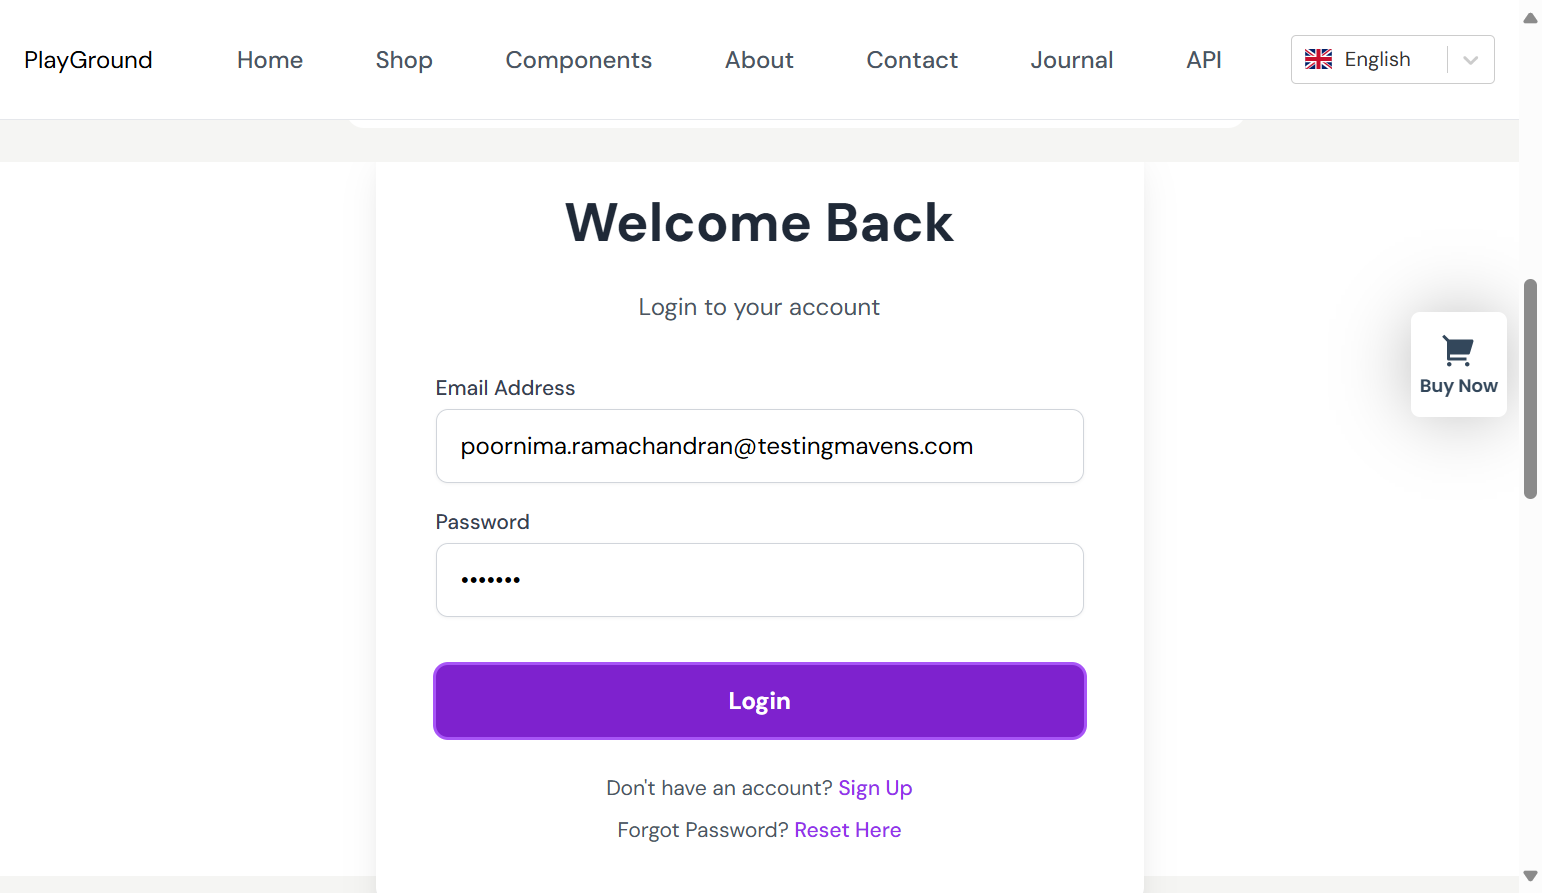 PlayGround Home Shop Components About Contact Journal API English
Welcome Back
Login to your account
Buy Now
Email Address
poornima.ramachandran@testingmavens.com
Password
•••••••
Login
Don't have an account? Sign Up
Forgot Password? Reset Here